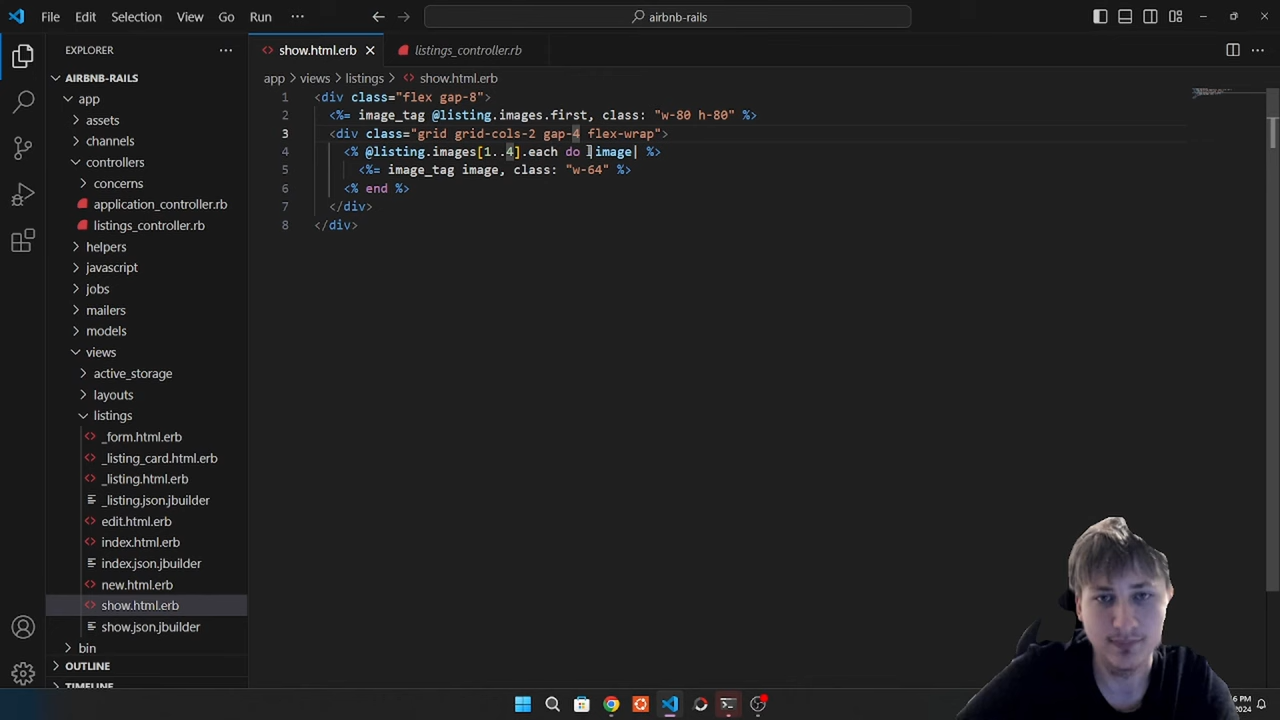 File Edit Selection View Go Run ··· airbnb-rails
EXPLORER ···
AIRBNB-RAILS
app
assets
channels
controllers
concerns
application_controller.rb
listings_controller.rb
helpers
javascript
jobs
mailers
models
views
active_storage
layouts
listings
_form.html.erb
_listing_card.html.erb
_listing.html.erb
_listing.json.jbuilder
edit.html.erb
index.html.erb
index.json.jbuilder
new.html.erb
show.html.erb
show.json.jbuilder
bin
OUTLINE
TIMELINE
show.html.erb listings_controller.rb
app > views > listings > show.html.erb
1 <div class="flex gap-8">
2 <%= image_tag @listing.images.first, class: "w-80 h-80" %>
3 <div class="grid grid-cols-2 gap-4 flex-wrap">
4 <% @listing.images[1..4].each do |image| %>
5 <%= image_tag image, class: "w-64" %>
6 <% end %>
7 </div>
8 </div>